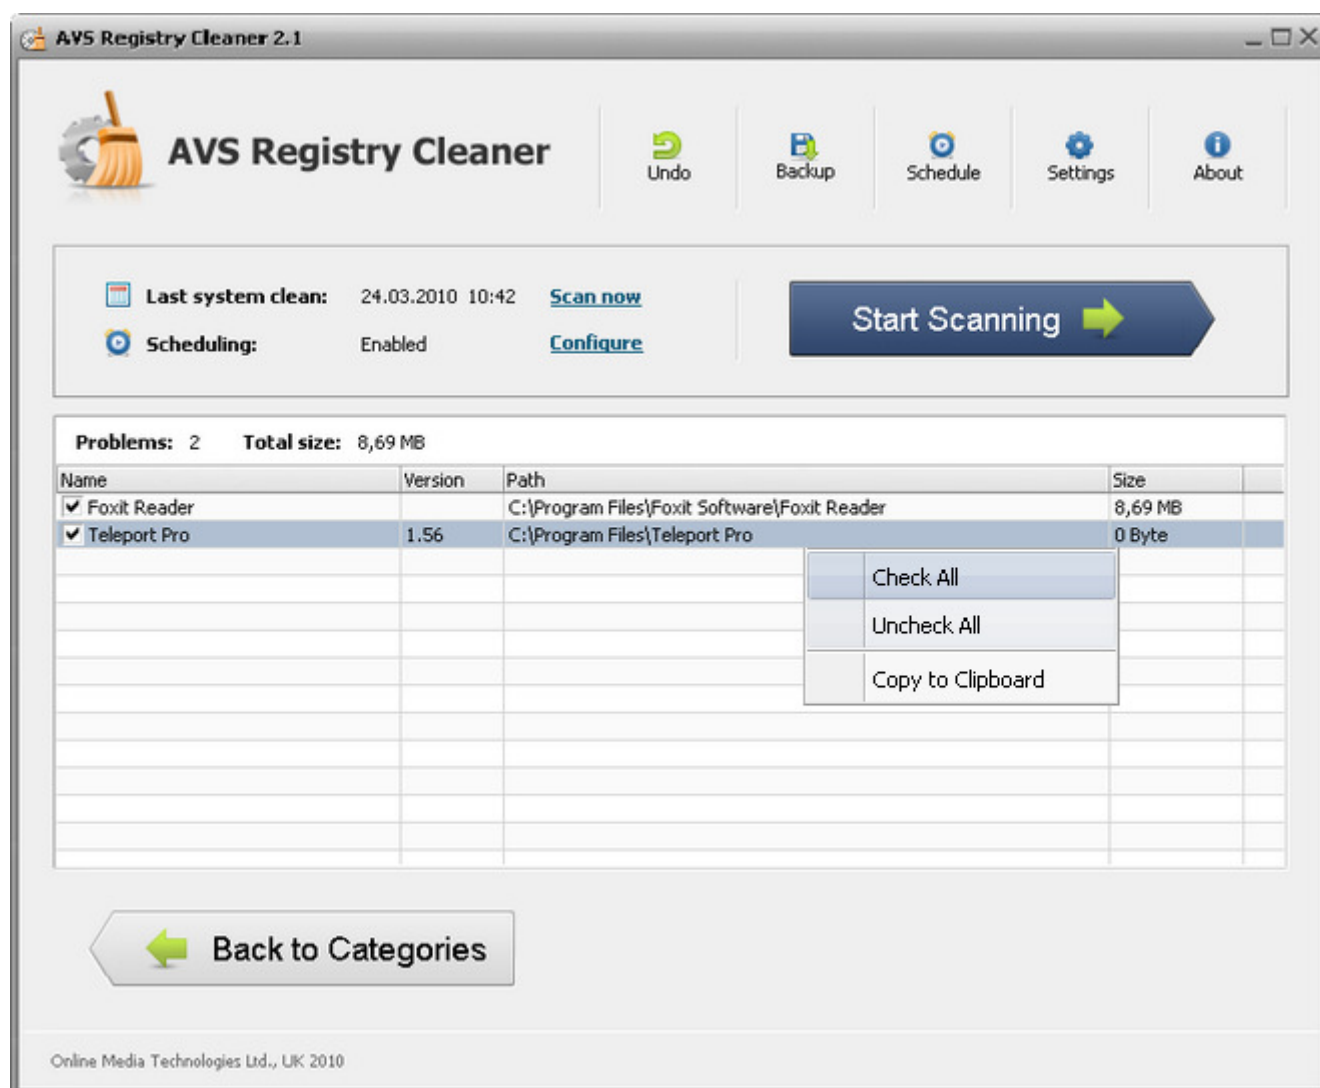 AVS Registry Cleaner 2.1
AVS Registry Cleaner
Undo
Backup
Schedule
Settings
About
Last system clean: 24.03.2010 10:42 Scan now
Scheduling: Enabled Configure
Start Scanning
Problems: 2 Total size: 8,69 MB
Name Version Path Size
Foxit Reader C:\Program Files\Foxit Software\Foxit Reader 8,69 MB
Teleport Pro 1.56 C:\Program Files\Teleport Pro 0 Byte
Check All
Uncheck All
Copy to Clipboard
Back to Categories
Online Media Technologies Ltd., UK 2010